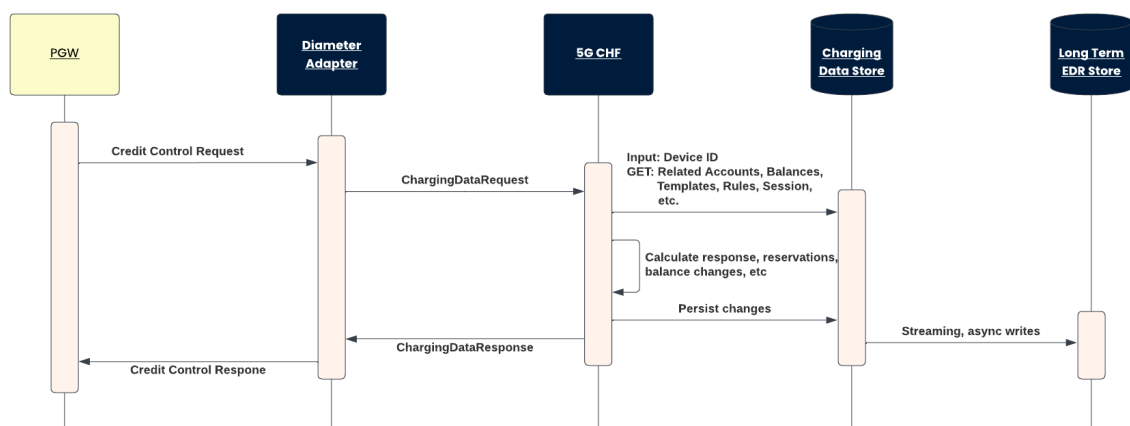 PGW
Diameter
Adapter
5G CHF
Charging
Data Store
Long Term
EDR Store
Credit Control Request
ChargingDataRequest
Input: Device ID
GET: Related Accounts, Balances,
Templates, Rules, Session,
etc.
Calculate response, reservations,
balance changes, etc
Persist changes
Streaming, async writes
ChargingDataResponse
Credit Control Respone